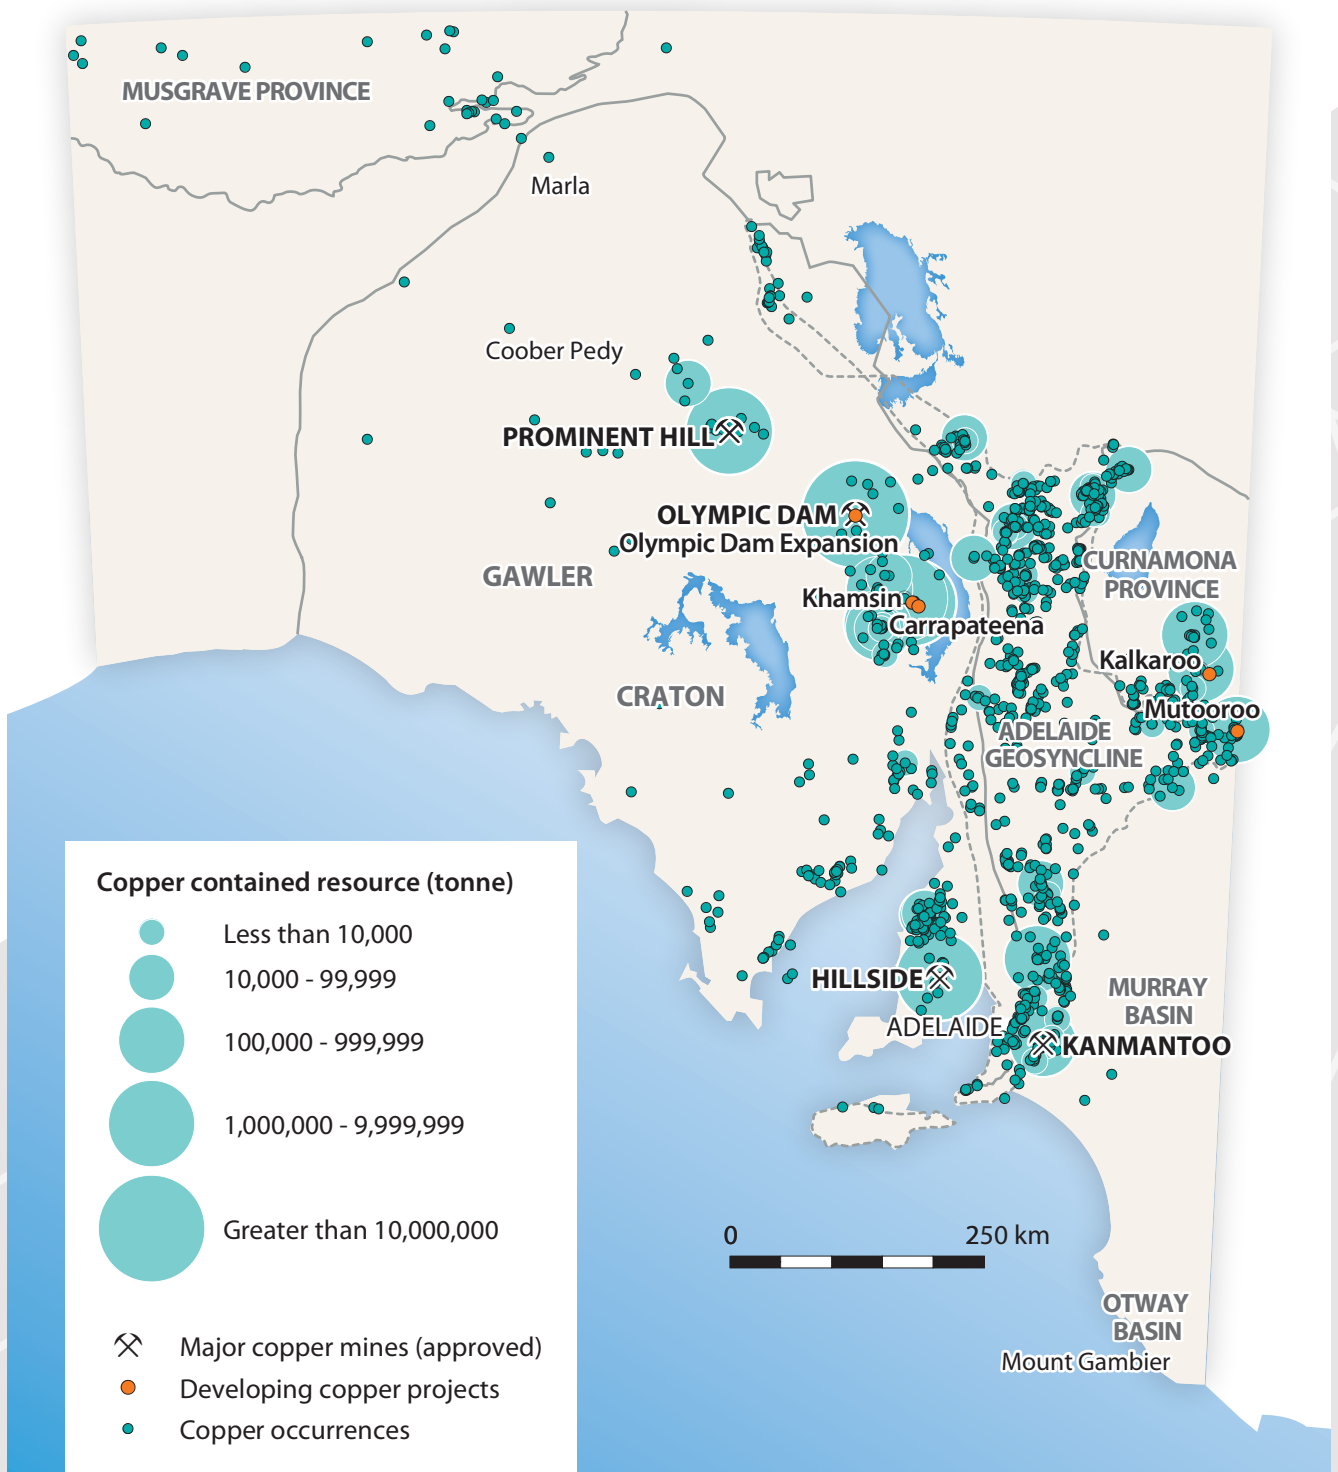 MUSGRAVE PROVINCE
Marla
Coober Pedy
PROMINENT HILL
OLYMPIC DAM
Olympic Dam Expansion
GAWLER
CURNAMONA
PROVINCE
Khamsin
Carrapateena
Kalkaroo
CRATON
Mutooroo
ADELAIDE
GEOSYNCLINE
HILLSIDE
MURRAY
BASIN
ADELAIDE
KANMANTOO
Copper contained resource (tonne)
Less than 10,000
10,000 - 99,999
100,000 - 999,999
1,000,000 - 9,999,999
Greater than 10,000,000
Major copper mines (approved)
Developing copper projects
Copper occurrences
0 250 km
OTWAY
BASIN
Mount Gambier